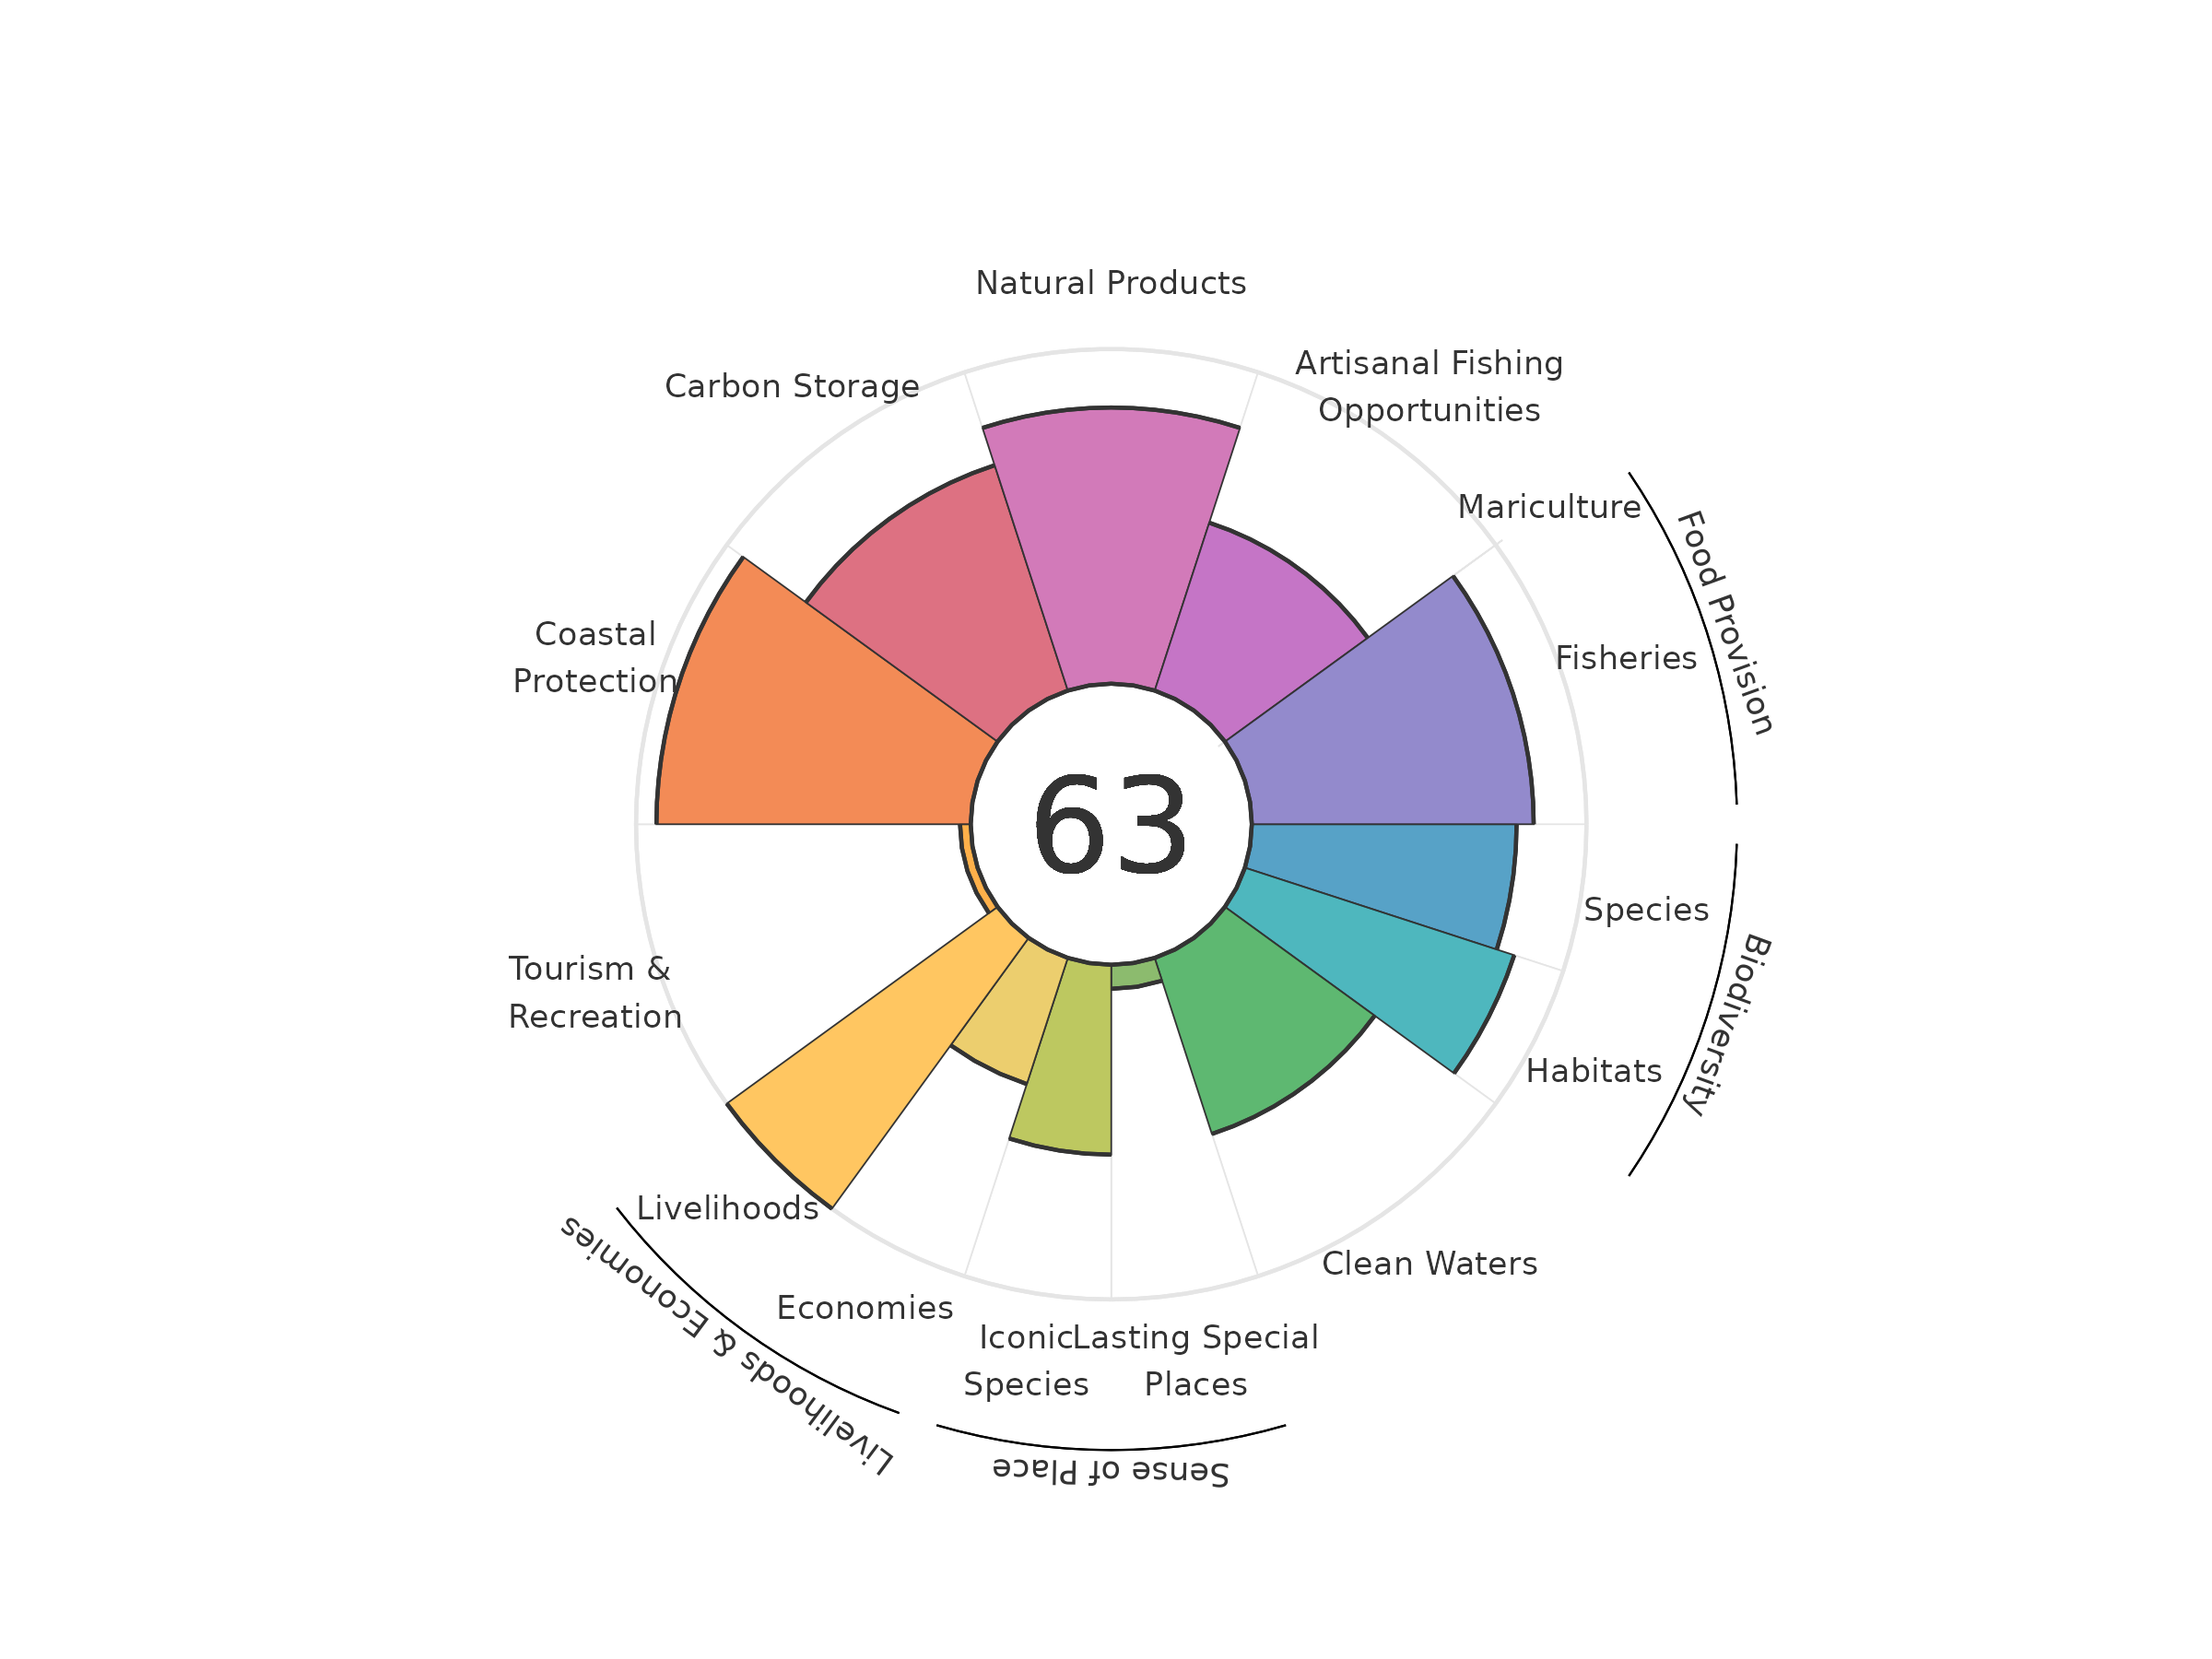 Natural Products
Artisanal Fishing
Opportunities
Carbon Storage
Mariculture
Food Provision
Fisheries
Coastal
Protection
63
Species
Biodiversity
Habitats
Tourism &
Recreation
Livelihoods
Clean Waters
Economies
Livelihoods & Economies
Iconic
Species
Lasting Special
Places
Sense of Place